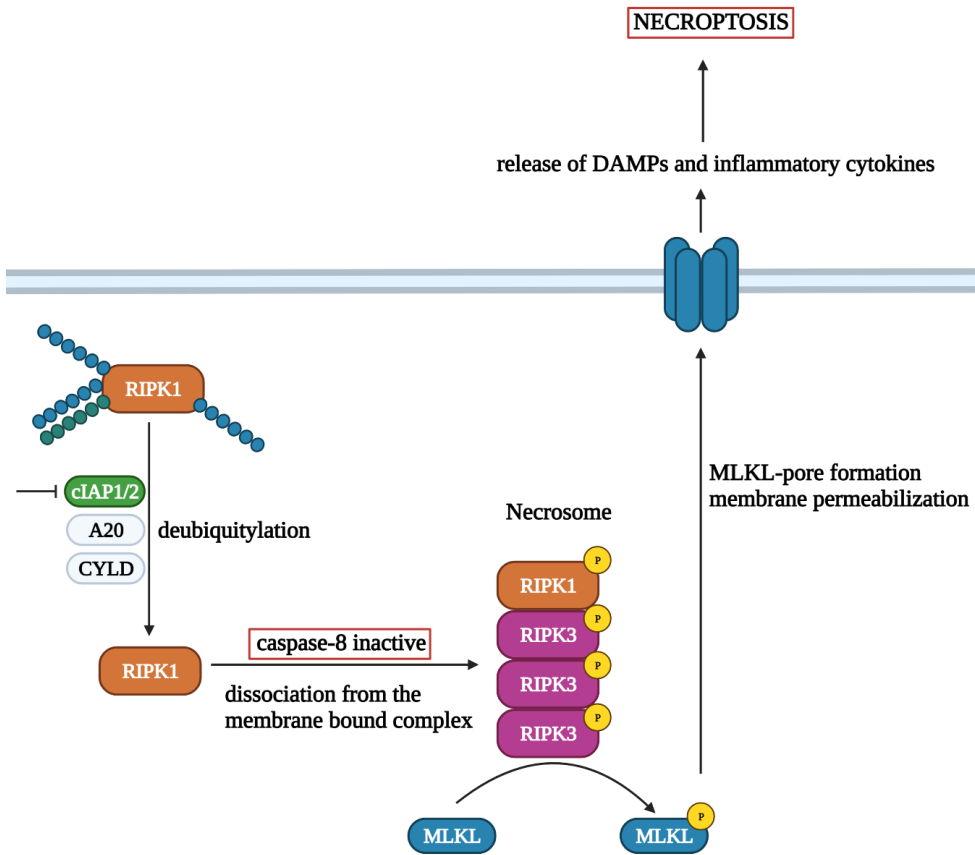 NECROPTOSIS
release of DAMPs and inflammatory cytokines
RIPK1
cIAP1/2
A20
CYLD
deubiquitylation
RIPK1
caspase-8 inactive
dissociation from the
membrane bound complex
Necrosome
P
RIPK1
P
RIPK3
P
RIPK3
P
RIPK3
MLKL
P
MLKL
MLKL-pore formation
membrane permeabilization